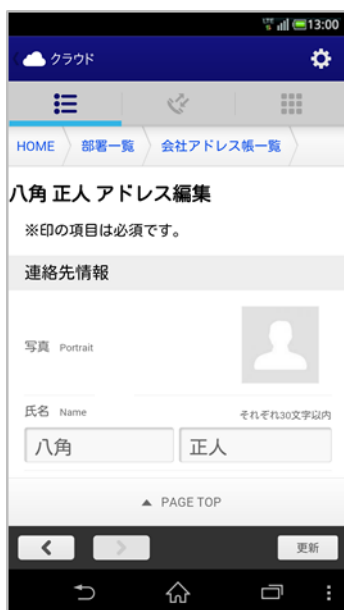 LTE 13:00
クラウド
HOME 部署一覧 会社アドレス帳一覧
八角 正人 アドレス編集
※印の項目は必須です。
連絡先情報
写真 Portrait
氏名 Name それぞれ30文字以内
八角 正人
▲ PAGE TOP
更新